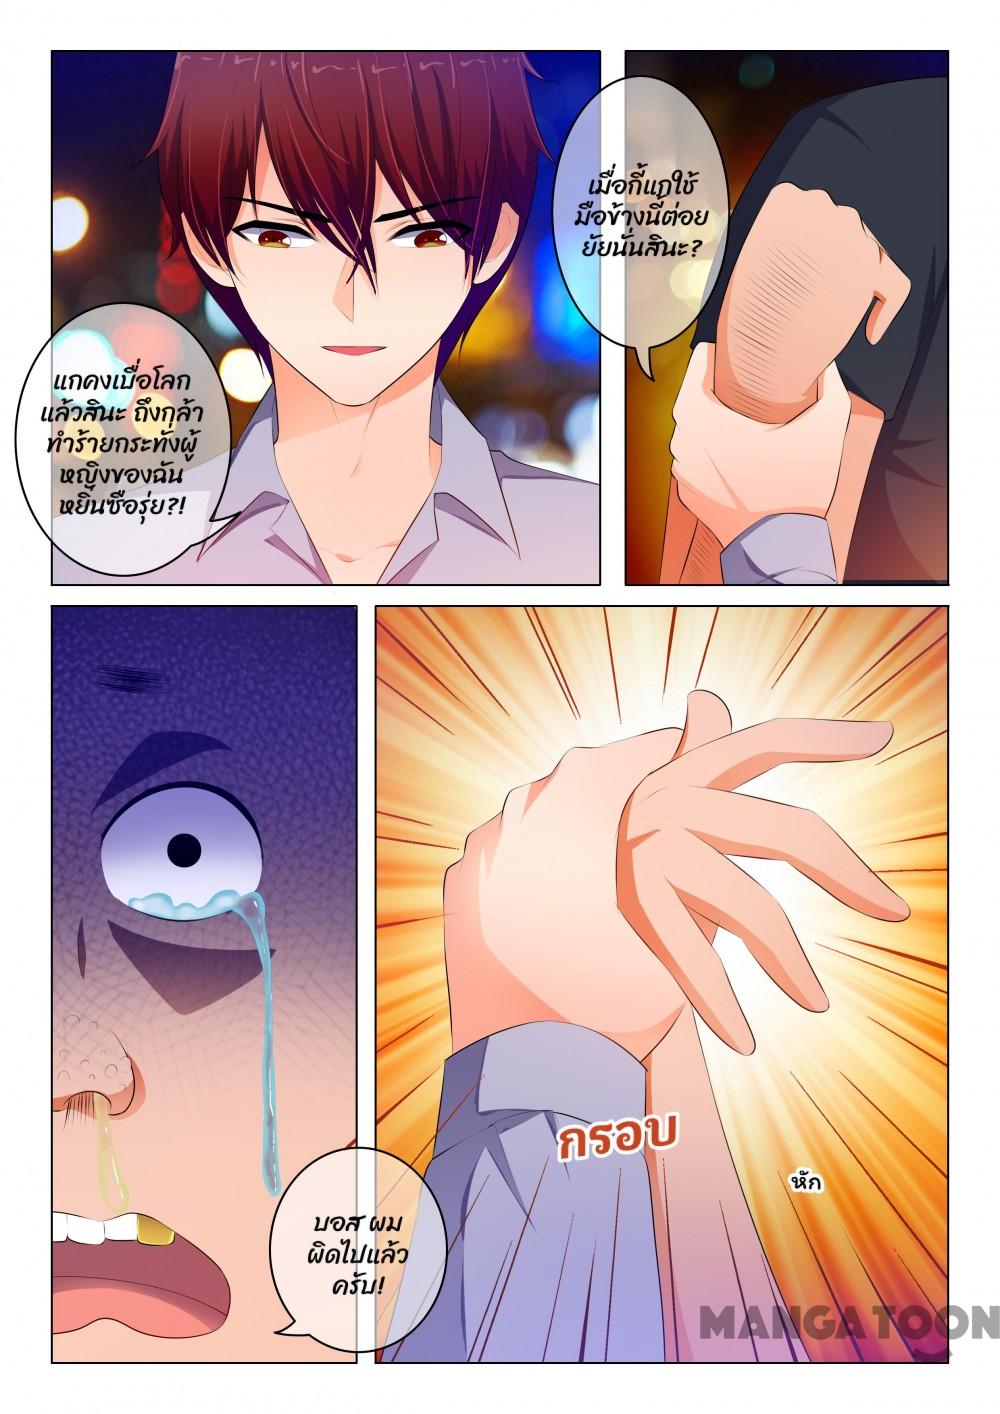 แกคงเบื่อโลก
แล้วสินะ ถึงกล้า
ทำร้ายกระทั่งผู้
หญิงของฉัน
หยิ่นซือรุ่ย?!
เมื่อกี้แกใช้
มือข้างนี้ต่อย
ยัยนั่นสินะ?
บอส ผม
ผิดไปแล้ว
ครับ!
กรอบ
หัก
MANGATOON